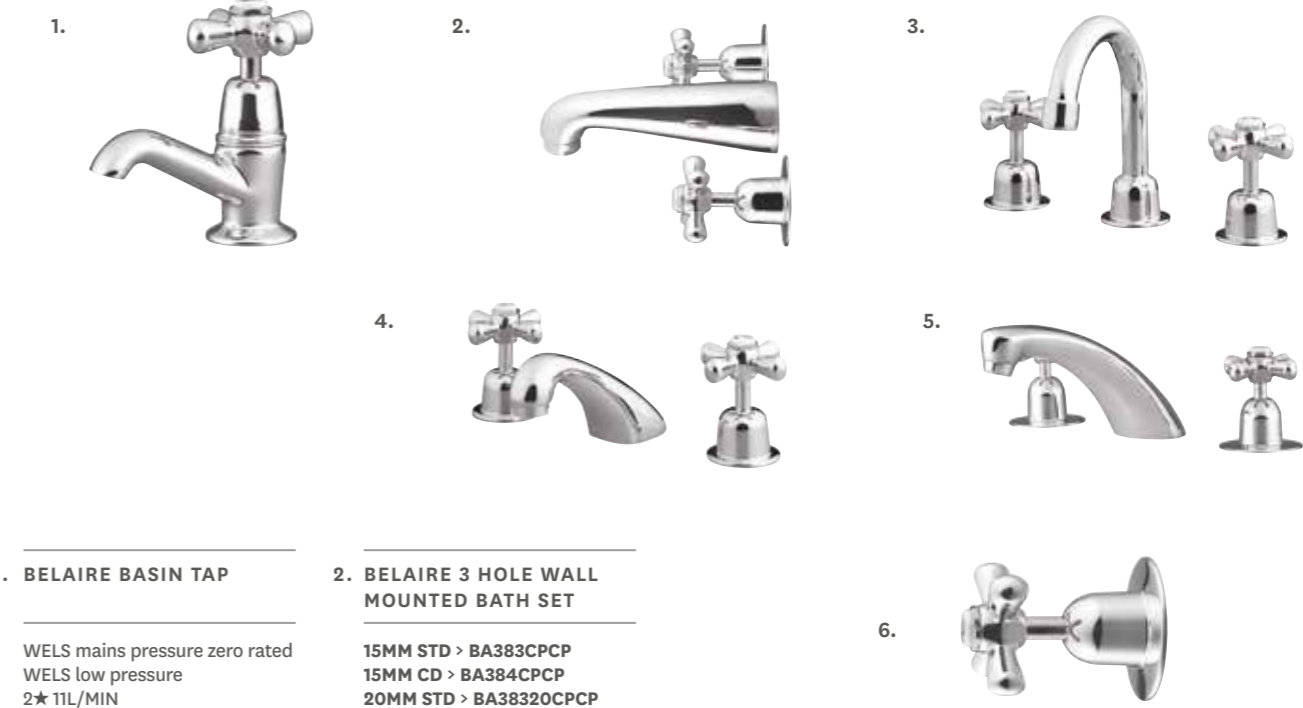 1.
2.
3.
4.
5.
. BELAIRE BASIN TAP
WELS mains pressure zero rated
WELS low pressure
2★ 11L/MIN
2. BELAIRE 3 HOLE WALL
MOUNTED BATH SET
15MM STD > BA383CPCP
15MM CD > BA384CPCP
20MM STD > BA38320CPCP
6.